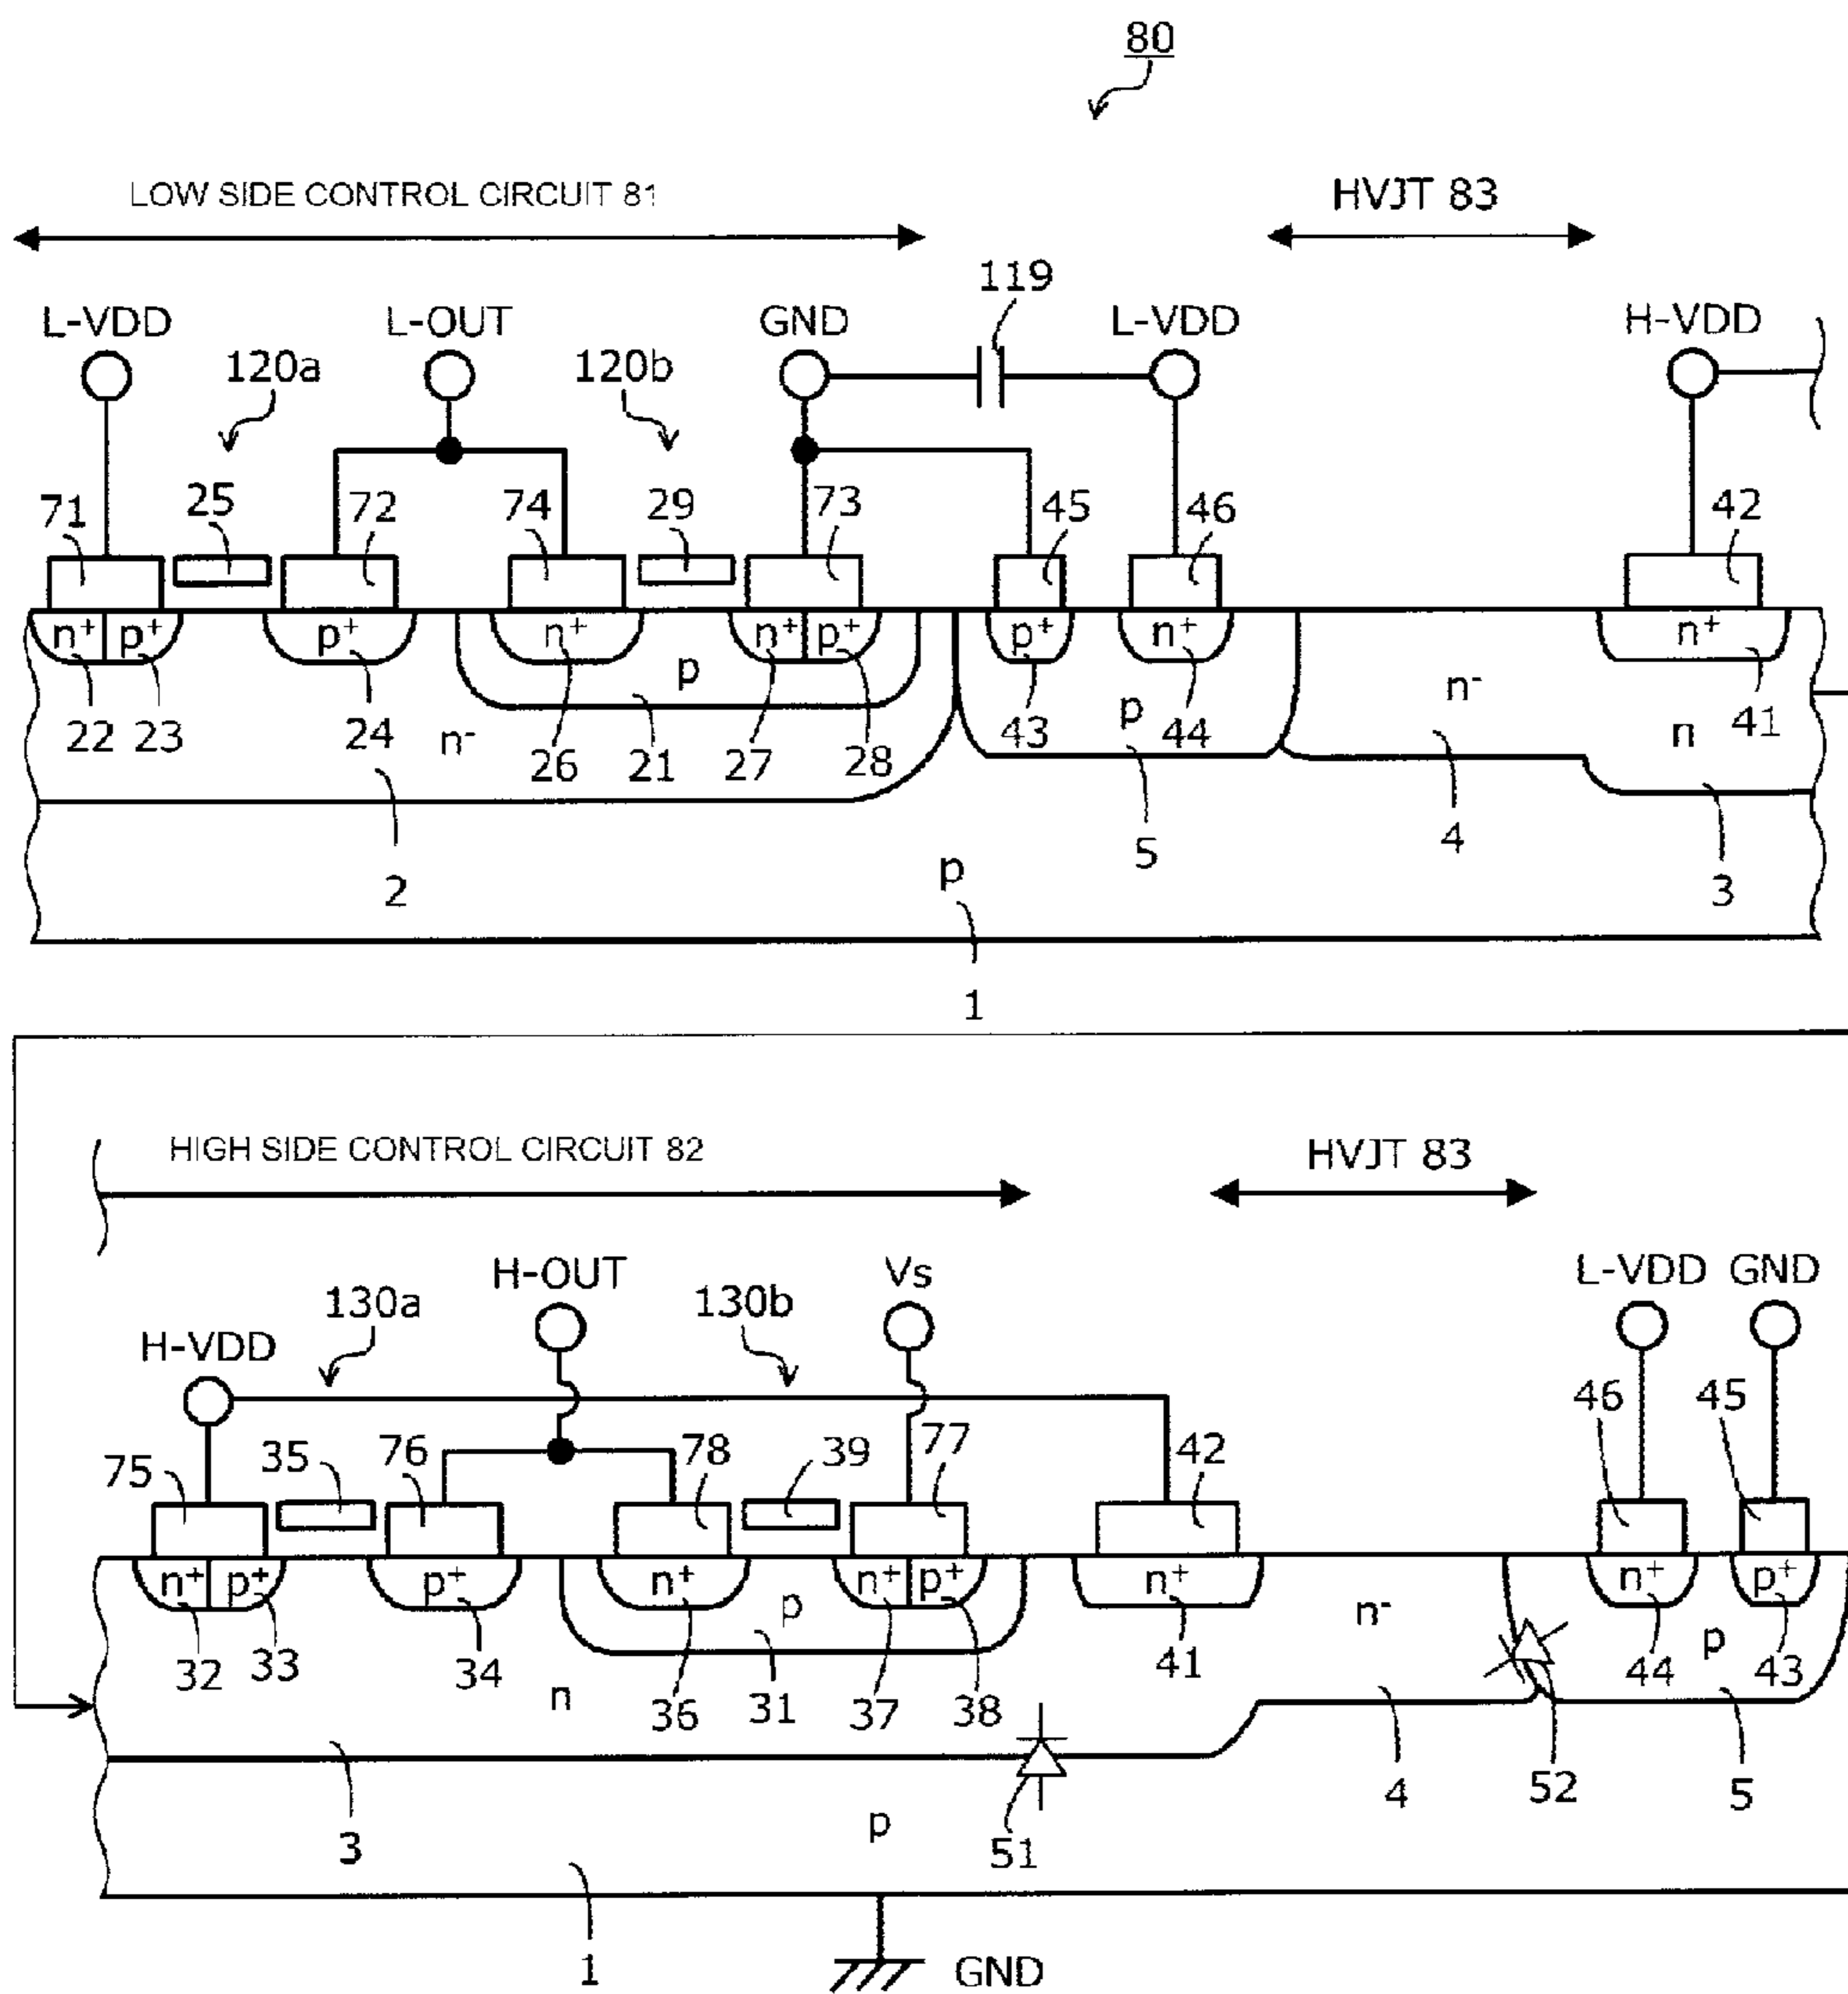 80
LOW SIDE CONTROL CIRCUIT 81
HVJT 83
119
L-VDD
L-OUT
GND
L-VDD
H-VDD
120a
120b
71
25
72
74
29
73
45
46
42
n+
p+
p+
n+
n+
p+
p+
n+
n+
p
n-
p
n-
n
22
23
24
26
21
27
28
43
44
41
2
p
5
4
3
1
HIGH SIDE CONTROL CIRCUIT 82
HVJT 83
H-OUT
Vs
L-VDD
GND
130a
130b
H-VDD
75
35
76
78
39
77
42
46
45
n+
p+
p+
n+
n+
p+
n+
n+
p+
p
n-
p
32
33
34
36
31
37
38
41
44
43
n
3
p
51
4
52
5
1
GND